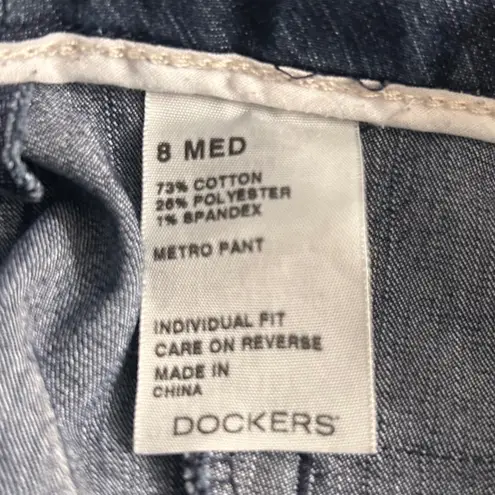 8 MED
73% COTTON
26% POLYESTER
1% SPANDEX
METRO PANT
INDIVIDUAL FIT
CARE ON REVERSE
MADE IN
CHINA
DOCKERS